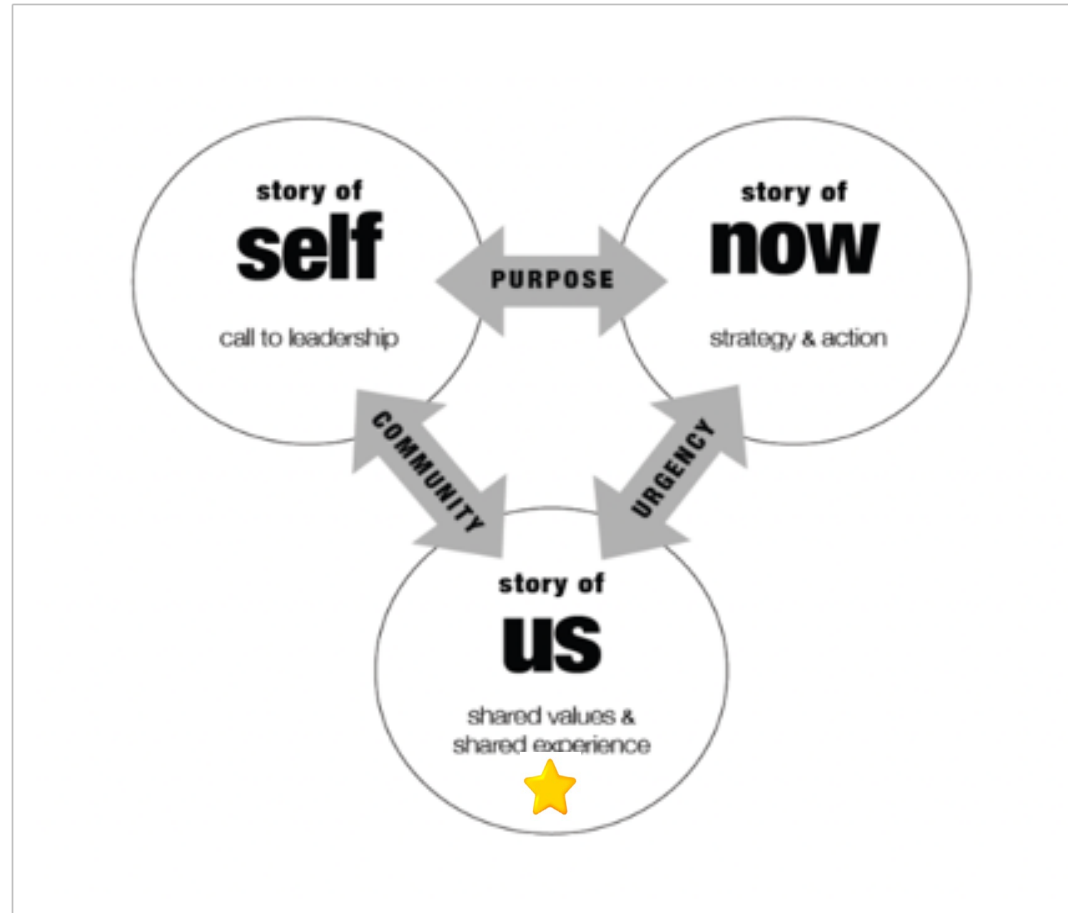 story of
self
call to leadership
PURPOSE
story of
now
strategy & action
COMMUNITY
URGENCY
story of
us
shared values &
shared experience